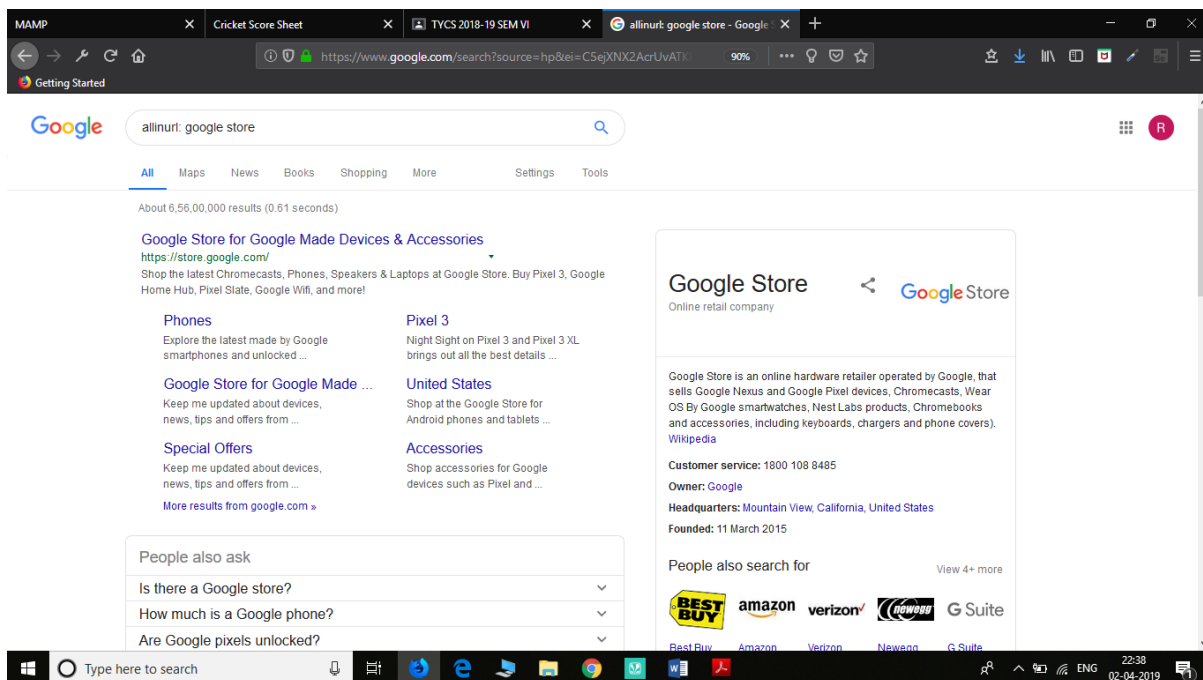 MAMP
Cricket Score Sheet
TYCS 2018-19 SEM VI
allinurl: google store - Google S
https://www.google.com/search?source=hp&ei=C5ejXNX2AcrUvATK
90%
Getting Started
Google
allinurl: google store
R
All Maps News Books Shopping More Settings Tools
About 6,56,00,000 results (0.61 seconds)
Google Store for Google Made Devices & Accessories
https://store.google.com/
Shop the latest Chromecasts, Phones, Speakers & Laptops at Google Store. Buy Pixel 3, Google
Home Hub, Pixel Slate, Google Wifi, and more!
Phones
Explore the latest made by Google
smartphones and unlocked ...
Pixel 3
Night Sight on Pixel 3 and Pixel 3 XL
brings out all the best details ...
Google Store for Google Made ...
Keep me updated about devices,
news, tips and offers from ...
United States
Shop at the Google Store for
Android phones and tablets ...
Special Offers
Keep me updated about devices,
news, tips and offers from ...
Accessories
Shop accessories for Google
devices such as Pixel and ...
More results from google.com »
People also ask
Is there a Google store?
How much is a Google phone?
Are Google pixels unlocked?
Google Store
Online retail company
Google Store
Google Store is an online hardware retailer operated by Google, that
sells Google Nexus and Google Pixel devices, Chromecasts, Wear
OS By Google smartwatches, Nest Labs products, Chromebooks
and accessories, including keyboards, chargers and phone covers).
Wikipedia
Customer service: 1800 108 8485
Owner: Google
Headquarters: Mountain View, California, United States
Founded: 11 March 2015
People also search for
View 4+ more
BEST BUY
amazon
verizon
newegg
G Suite
Best Buy Amazon Verizon Newegg G Suite
Type here to search
ENG
22:38
02-04-2019